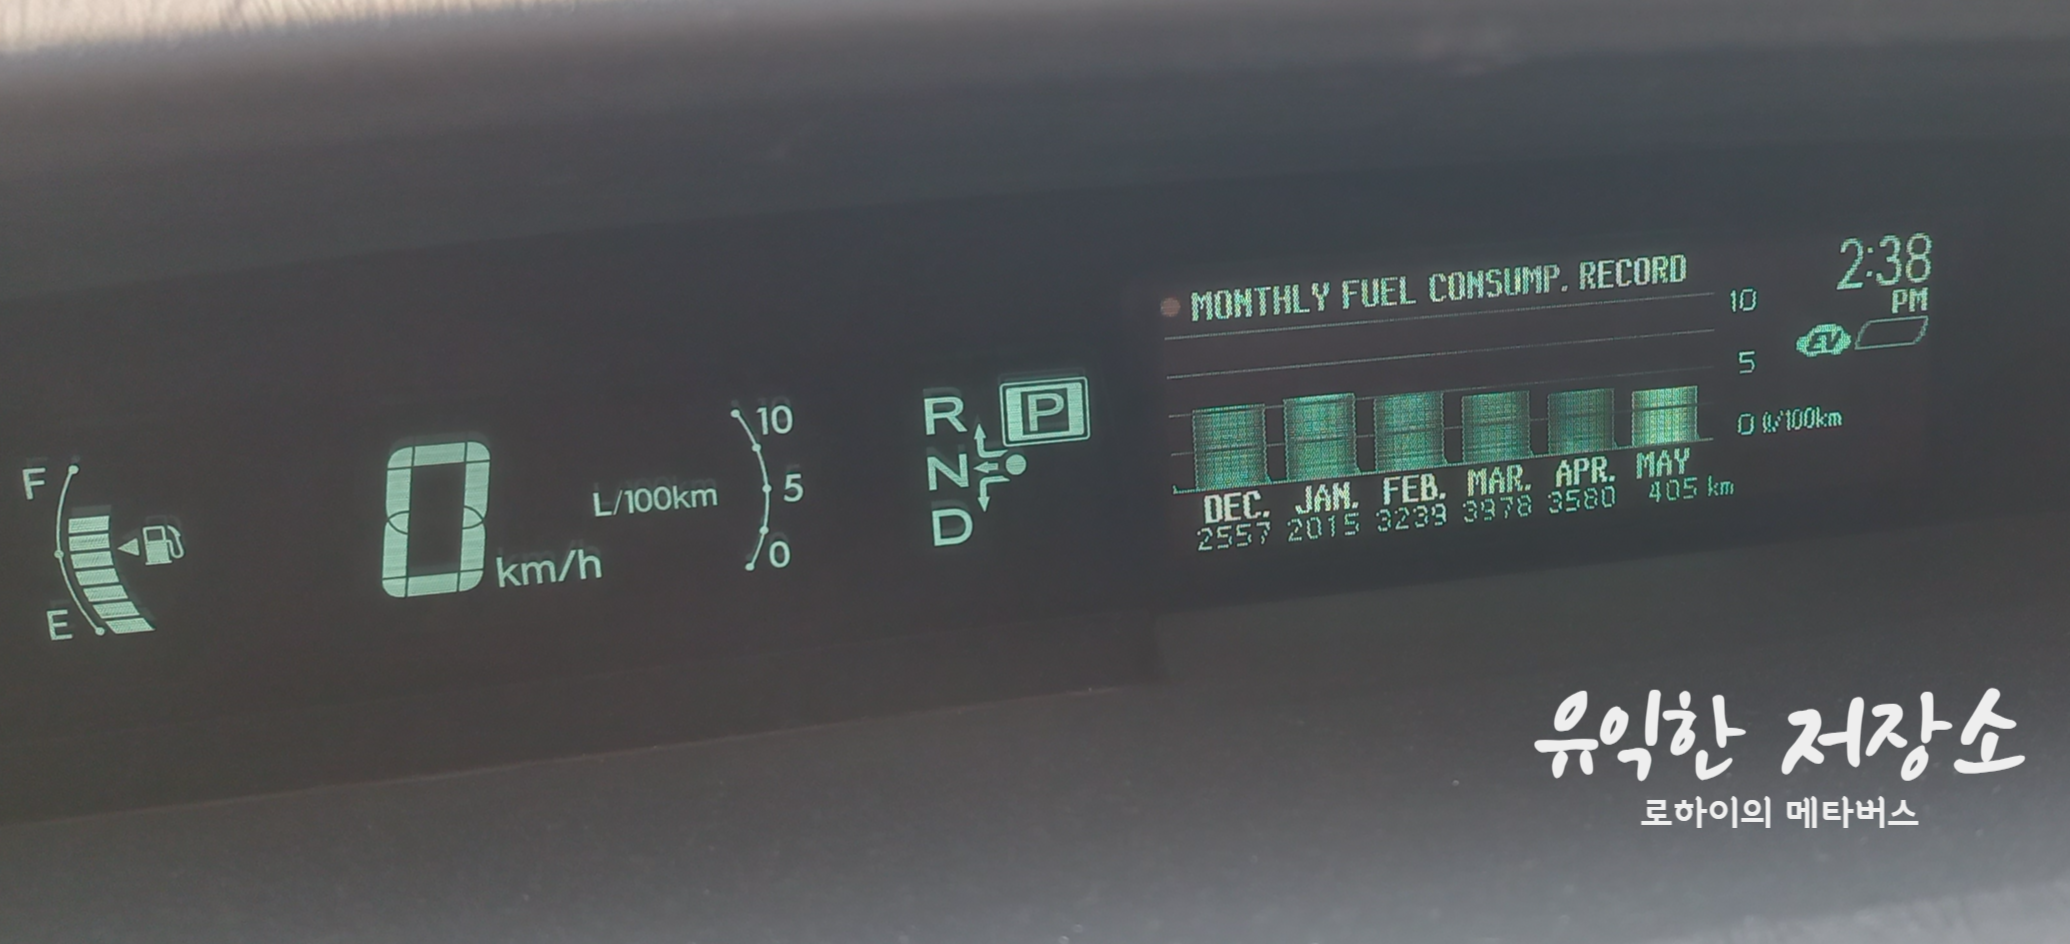 F
E
0 km/h
L/100km
10
5
0
R P
N
D
MONTHLY FUEL CONSUMP. RECORD
10
5
0 ℓ/100km
DEC. JAN. FEB. MAR. APR. MAY
2557 2015 3239 3978 3580 405 km
2:38
PM
EV
유익한 저장소
로하이의 메타버스